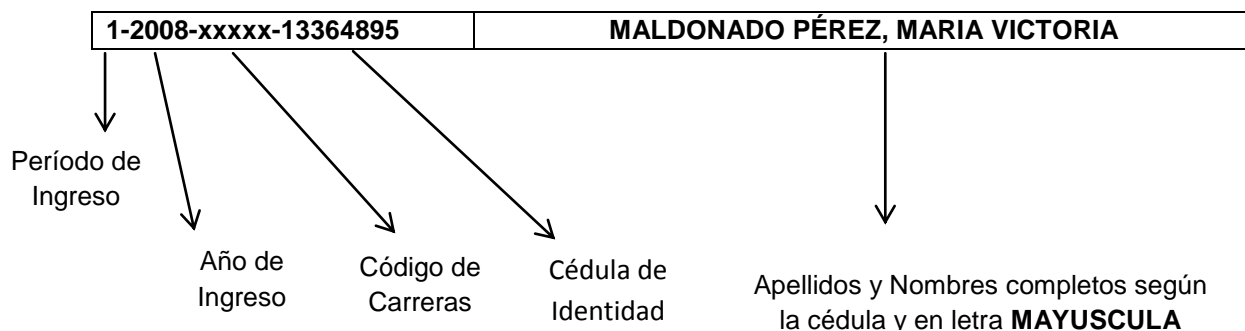 1-2008-xxxxx-13364895 MALDONADO PÉREZ, MARIA VICTORIA
Período de
Ingreso
Año de
Ingreso
Código de
Carreras
Cédula de
Identidad
Apellidos y Nombres completos según
la cédula y en letra MAYUSCULA